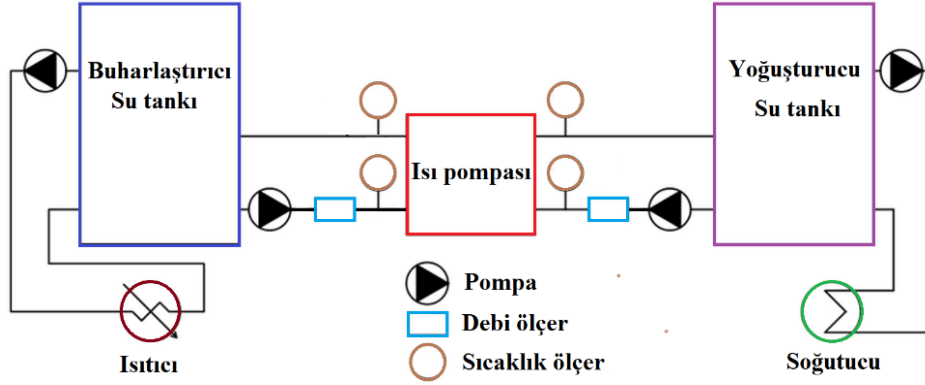 Buharlaştırıcı
Su tankı
Isı pompası
Yoğuşturucu
Su tankı
Pompa
Debi ölçer
Sıcaklık ölçer
Isıtıcı
Soğutucu